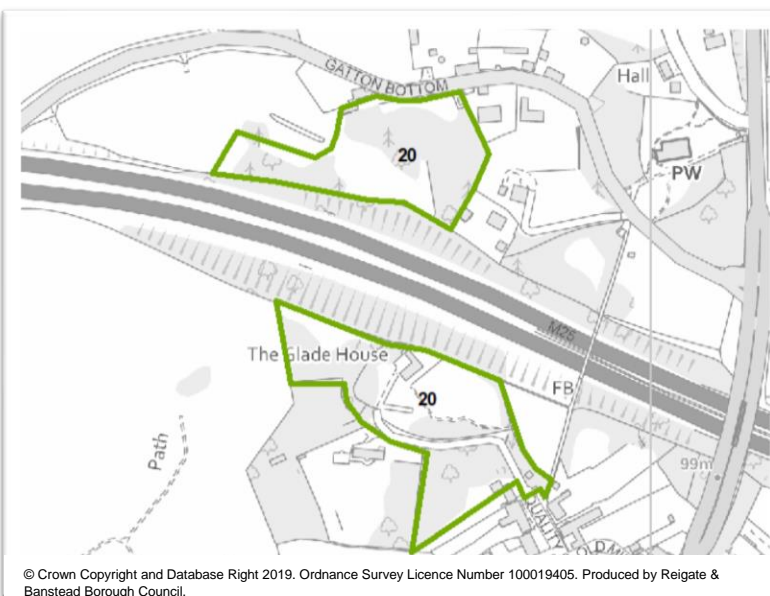 GATTON BOTTOM
Hall
20
PW
M25
The Glade House
FB
20
Path
99m
QUALITY
© Crown Copyright and Database Right 2019. Ordnance Survey Licence Number 100019405. Produced by Reigate &
Banstead Borough Council.